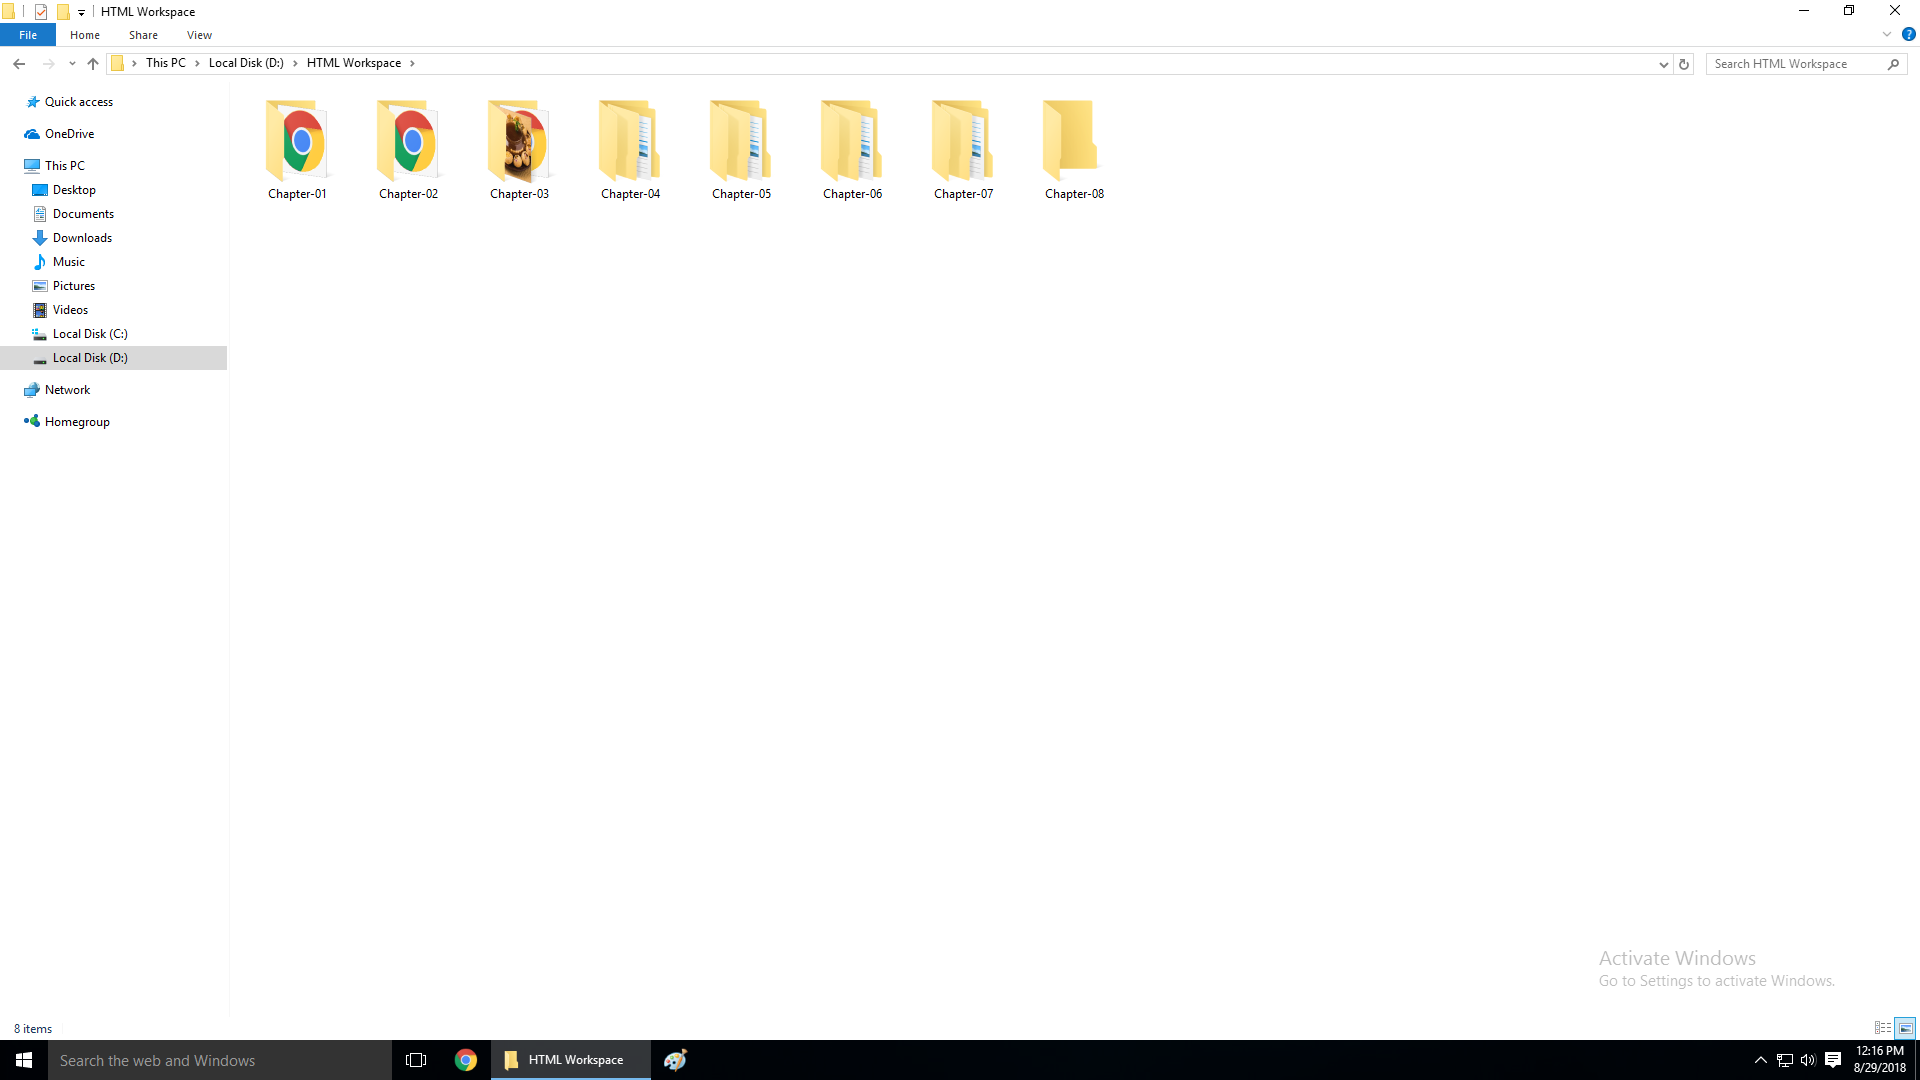 HTML Workspace
File Home Share View
This PC Local Disk (D:) HTML Workspace
Search HTML Workspace
Quick access
OneDrive
This PC
Desktop
Documents
Downloads
Music
Pictures
Videos
Local Disk (C:)
Local Disk (D:)
Network
Homegroup
Chapter-01 Chapter-02 Chapter-03 Chapter-04 Chapter-05 Chapter-06 Chapter-07 Chapter-08
Activate Windows
Go to Settings to activate Windows.
8 items
Search the web and Windows
HTML Workspace
12:16 PM
8/29/2018